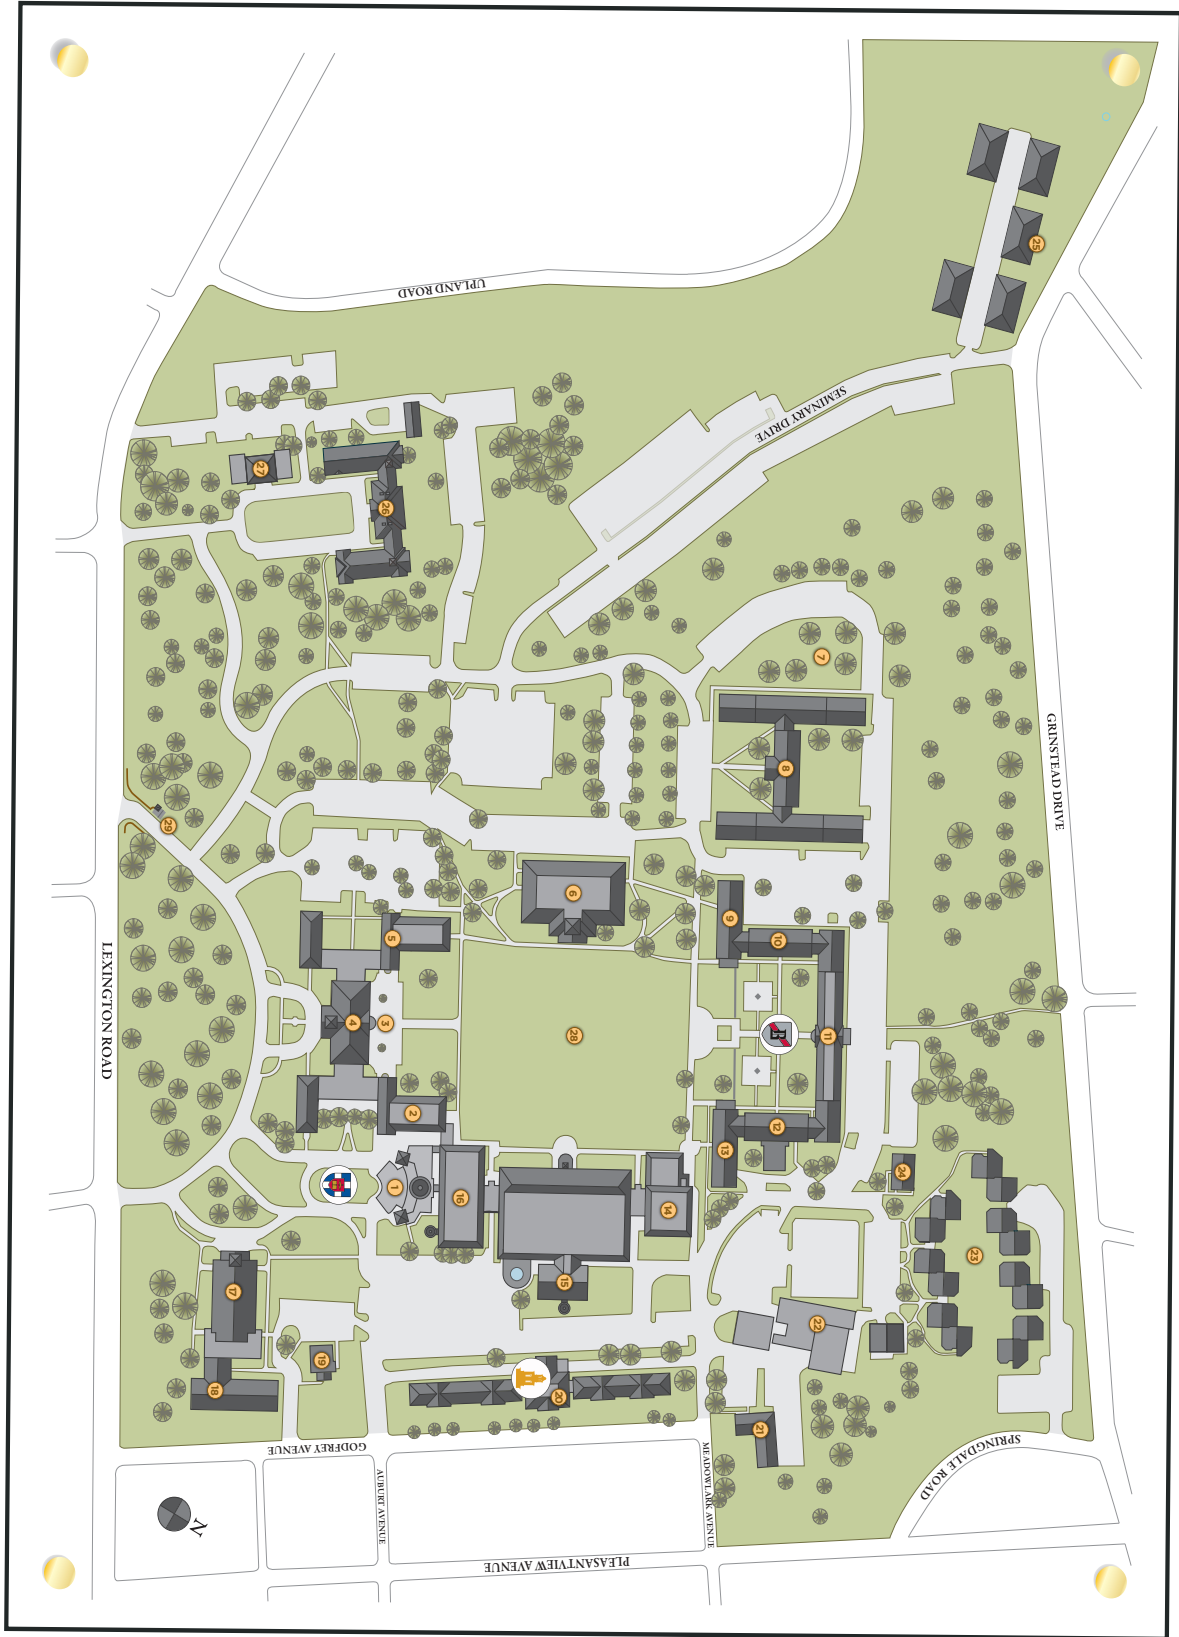 25
UPLAND ROAD
SEMINARY DRIVE
27
26
7
GRINSTEAD DRIVE
8
29
6
9
5
10
LEXINGTON ROAD
4
3
28
B
11
2
12
13
24
1
16
14
23
15
17
22
19
18
20
21
GODFREY AVENUE
AUBURT AVENUE
MEADOWLARK AVENUE
SPRINGDALE ROAD
N
PLEASANTVIEW AVENUE